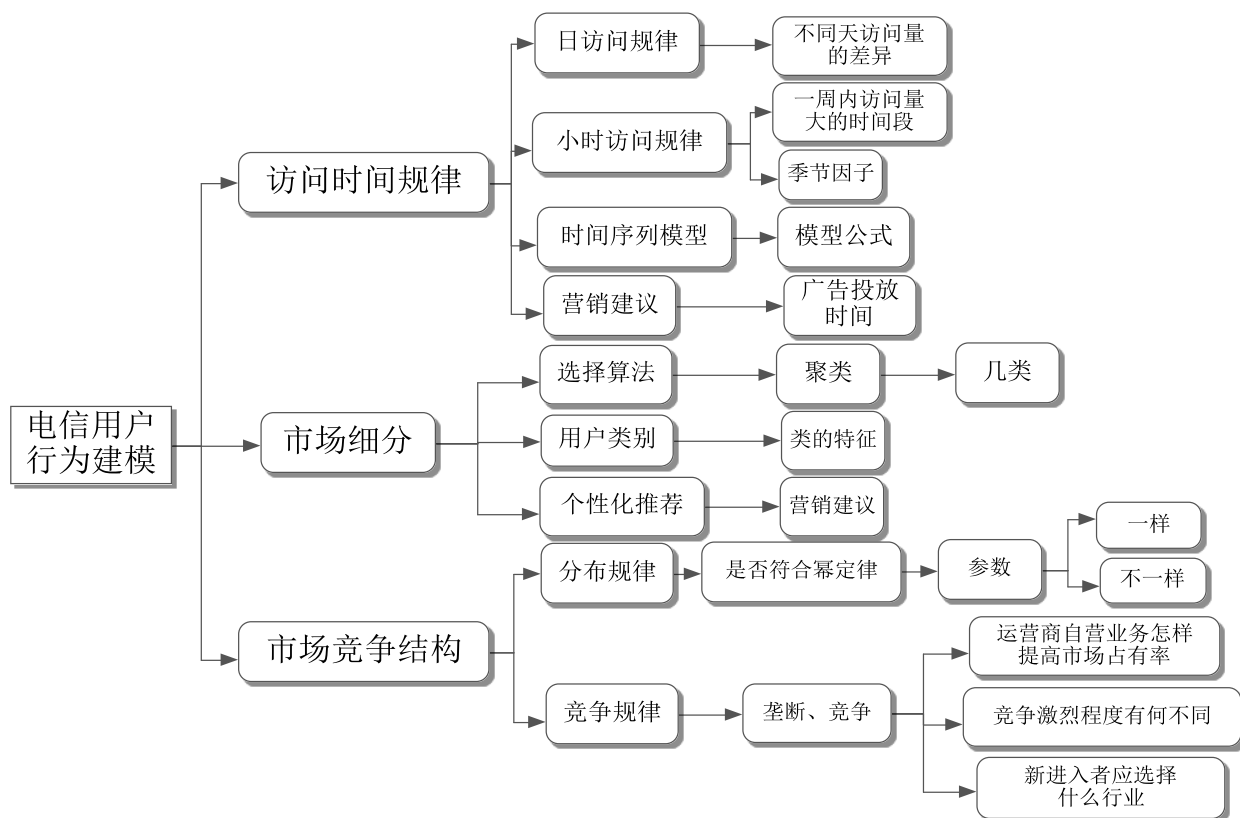 电信用户
行为建模
访问时间规律
日访问规律
不同天访问量
的差异
小时访问规律
一周内访问量
大的时间段
季节因子
时间序列模型
模型公式
营销建议
广告投放
时间
市场细分
选择算法
聚类
几类
用户类别
类的特征
个性化推荐
营销建议
市场竞争结构
分布规律
是否符合幂定律
参数
一样
不一样
竞争规律
垄断、竞争
运营商自营业务怎样
提高市场占有率
竞争激烈程度有何不同
新进入者应选择
什么行业